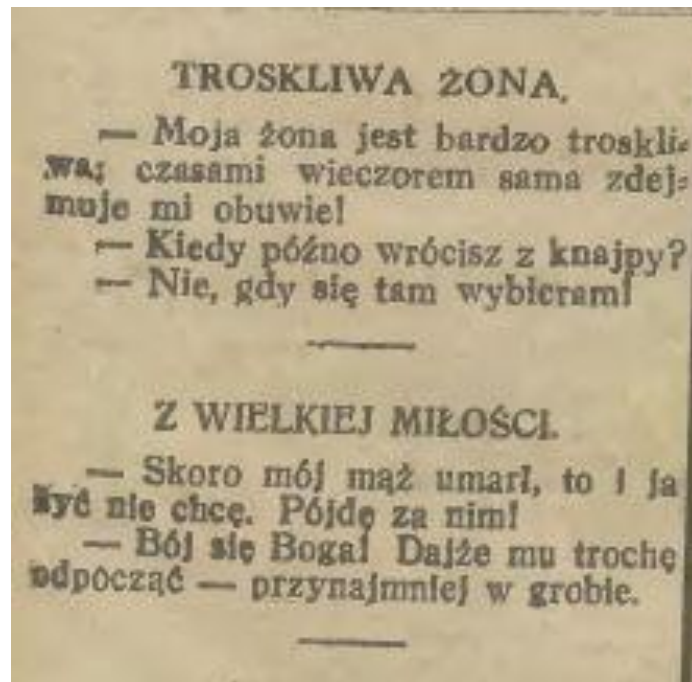 TROSKLIWA ŻONA.
— Moja żona jest bardzo troskli-
wa; czasami wieczorem sama zdej-
muje mi obuwie!
— Kiedy późno wrócisz z knajpy?
— Nie, gdy się tam wybieram!
Z WIELKIEJ MIŁOŚCI.
— Skoro mój mąż umarł, to i ja
żyć nie chcę. Pójdę za nim!
— Bój się Boga! Dajże mu trochę
odpocząć — przynajmniej w grobie.